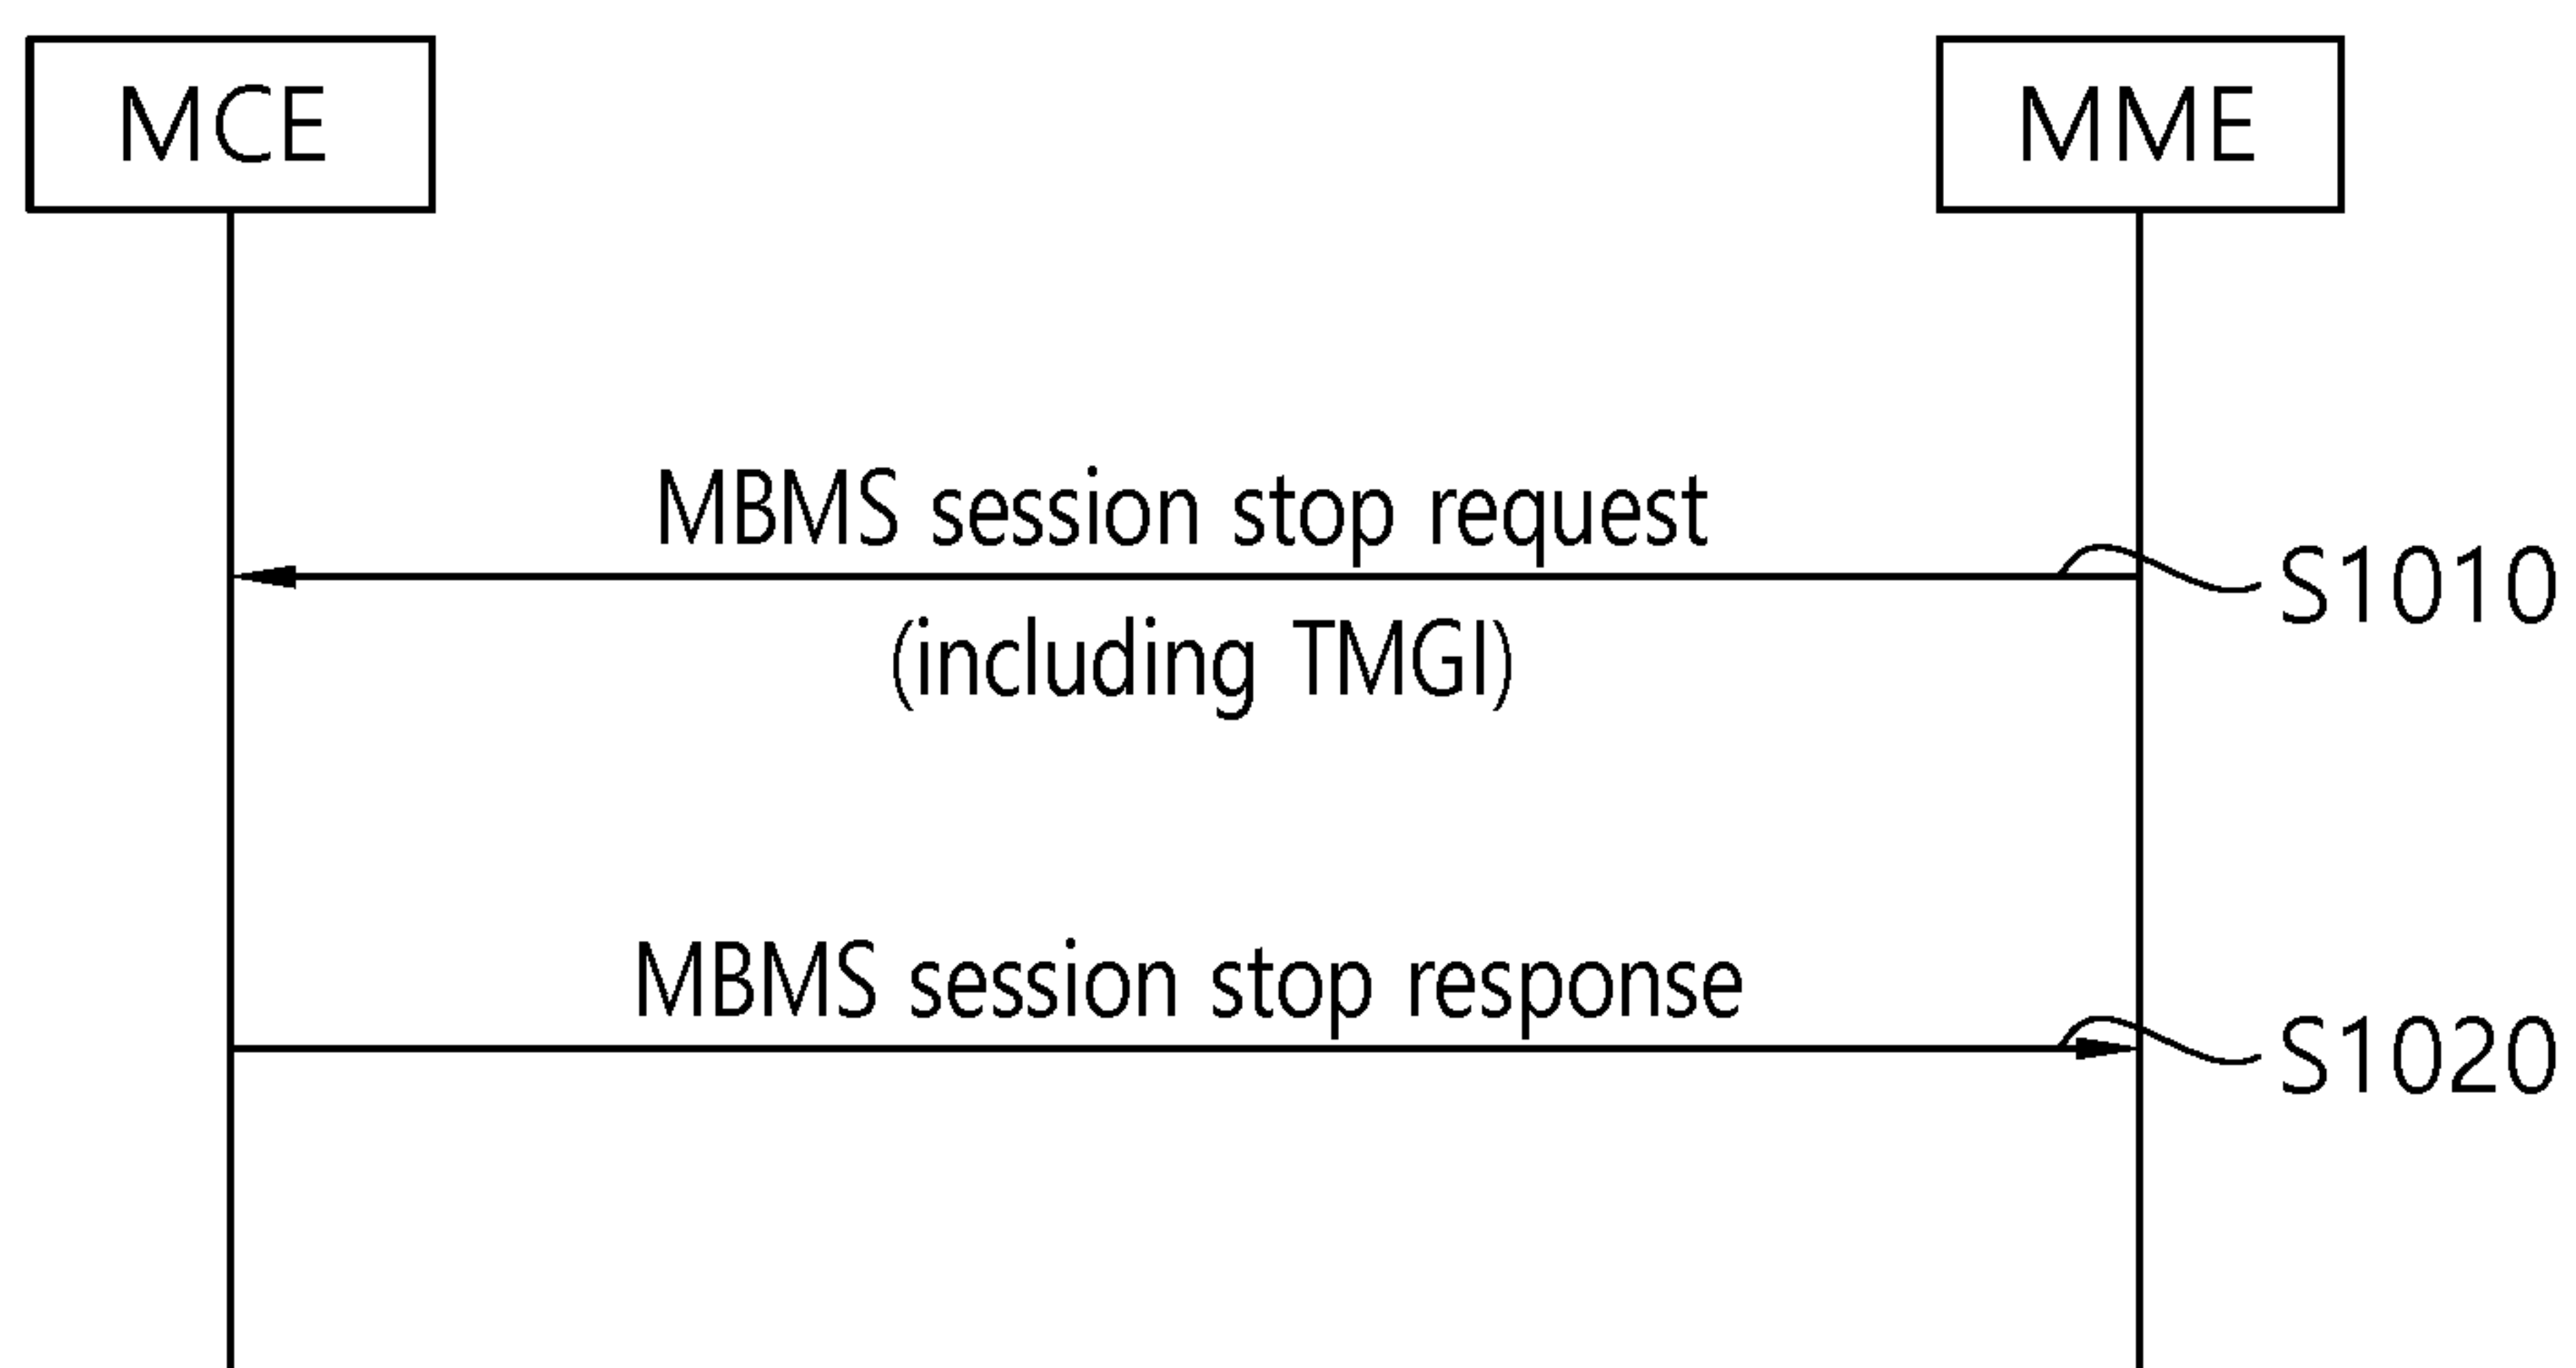 MCE
MME
MBMS session stop request
S1010
(including TMGI)
MBMS session stop response
S1020